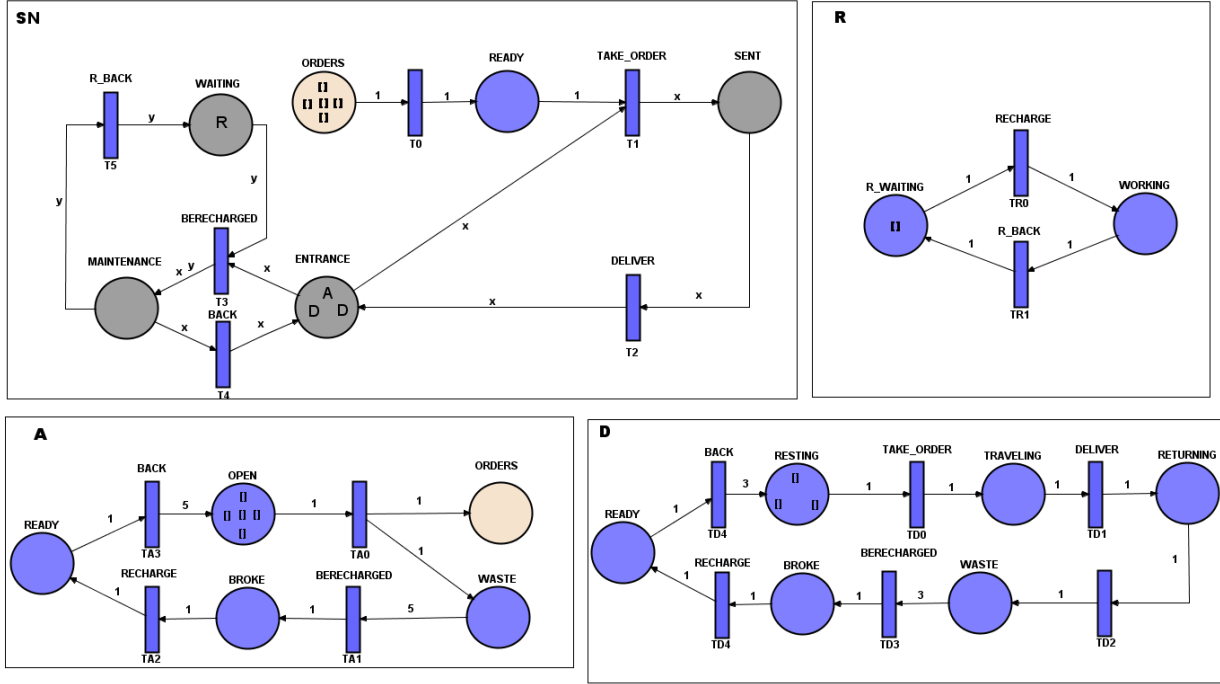 SN
R
R_BACK
WAITING
ORDERS
READY
TAKE_ORDER
SENT
y
R
[]
[] [] []
[]
1
1
1
x
T5
T0
T1
y
y
x
BERECHARGED
MAINTENANCE
ENTRANCE
DELIVER
x
y
x
A
D
D
x
x
T3
BACK
x
x
T2
T4
RECHARGE
R_WAITING
1
1
WORKING
TR0
[]
R_BACK
1
1
TR1
A
BACK
OPEN
ORDERS
READY
1
5
[]
[] [] []
[]
1
1
TA3
TA0
1
RECHARGE
BROKE
BERECHARGED
WASTE
1
1
1
5
TA2
TA1
D
BACK
RESTING
TAKE_ORDER
TRAVELING
DELIVER
RETURNING
READY
1
3
[]
[] []
1
1
1
1
TD4
TD0
TD1
1
RECHARGE
BROKE
BERECHARGED
WASTE
1
1
1
3
1
TD4
TD3
TD2